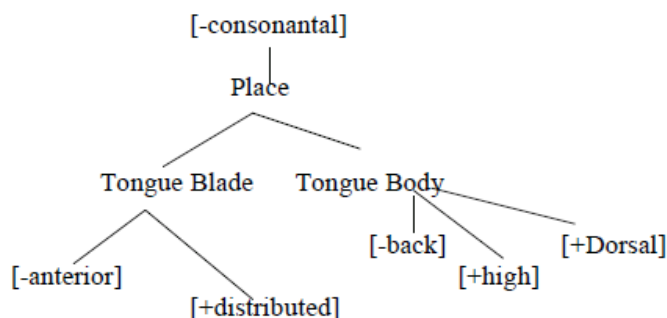 [-consonantal]
Place
Tongue Blade Tongue Body
[-back] [+Dorsal]
[-anterior] [+high]
[+distributed]